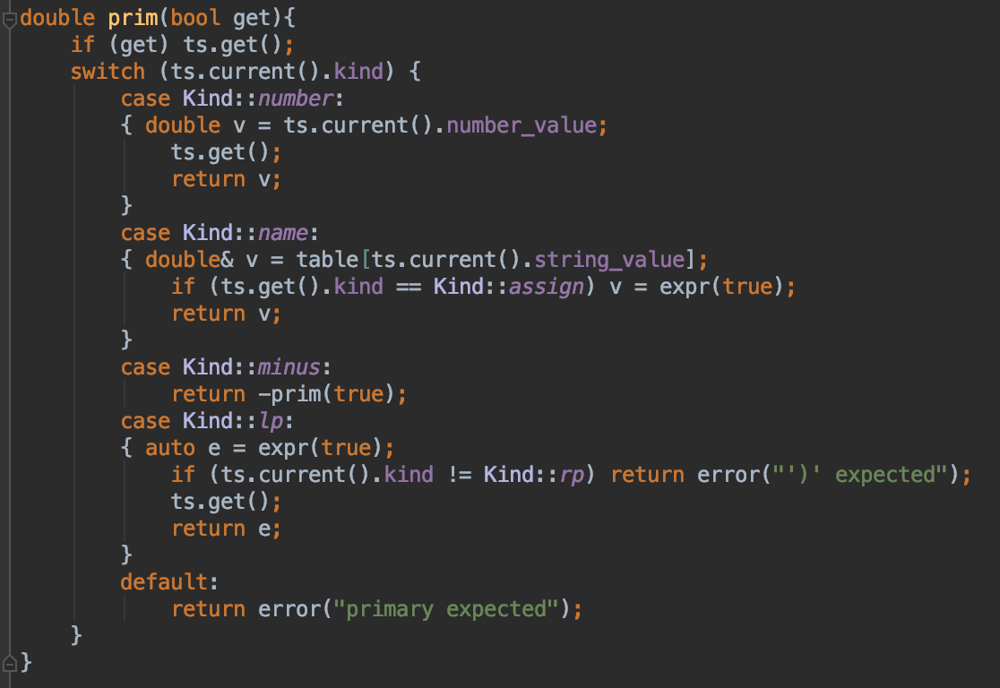 double prim(bool get){
    if (get) ts.get();
    switch (ts.current().kind) {
        case Kind::number:
        { double v = ts.current().number_value;
            ts.get();
            return v;
        }
        case Kind::name:
        { double& v = table[ts.current().string_value];
            if (ts.get().kind == Kind::assign) v = expr(true);
            return v;
        }
        case Kind::minus:
            return -prim(true);
        case Kind::lp:
        { auto e = expr(true);
            if (ts.current().kind != Kind::rp) return error("')' expected");
            ts.get();
            return e;
        }
        default:
            return error("primary expected");
    }
}